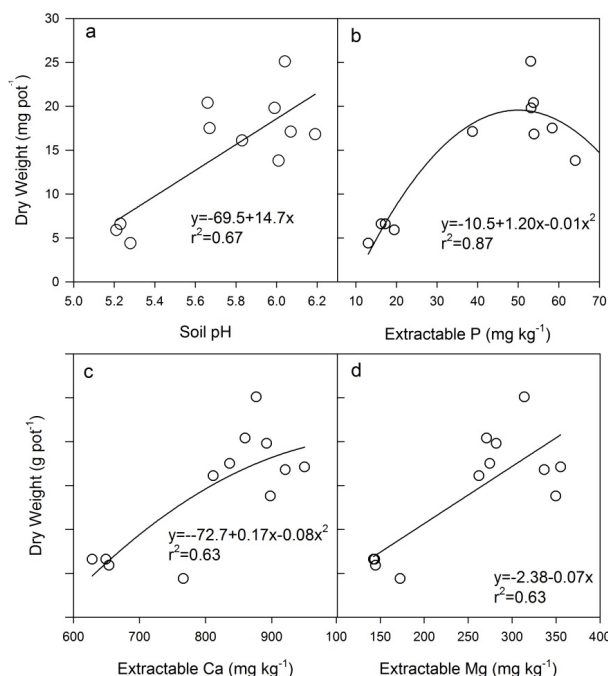 30
25
20
15
10
5
0
Dry Weight (mg pot⁻¹)
a
y=-69.5+14.7x
r²=0.67
5.0 5.2 5.4 5.6 5.8 6.0 6.2
Soil pH
b
y=-10.5+1.20x-0.01x²
r²=0.87
10 20 30 40 50 60 70
Extractable P (mg kg⁻¹)
Dry Weight (g pot⁻¹)
c
y=--72.7+0.17x-0.08x²
r²=0.63
600 700 800 900 100
Extractable Ca (mg kg⁻¹)
d
y=-2.38-0.07x
r²=0.63
100 150 200 250 300 350 400
Extractable Mg (mg kg⁻¹)